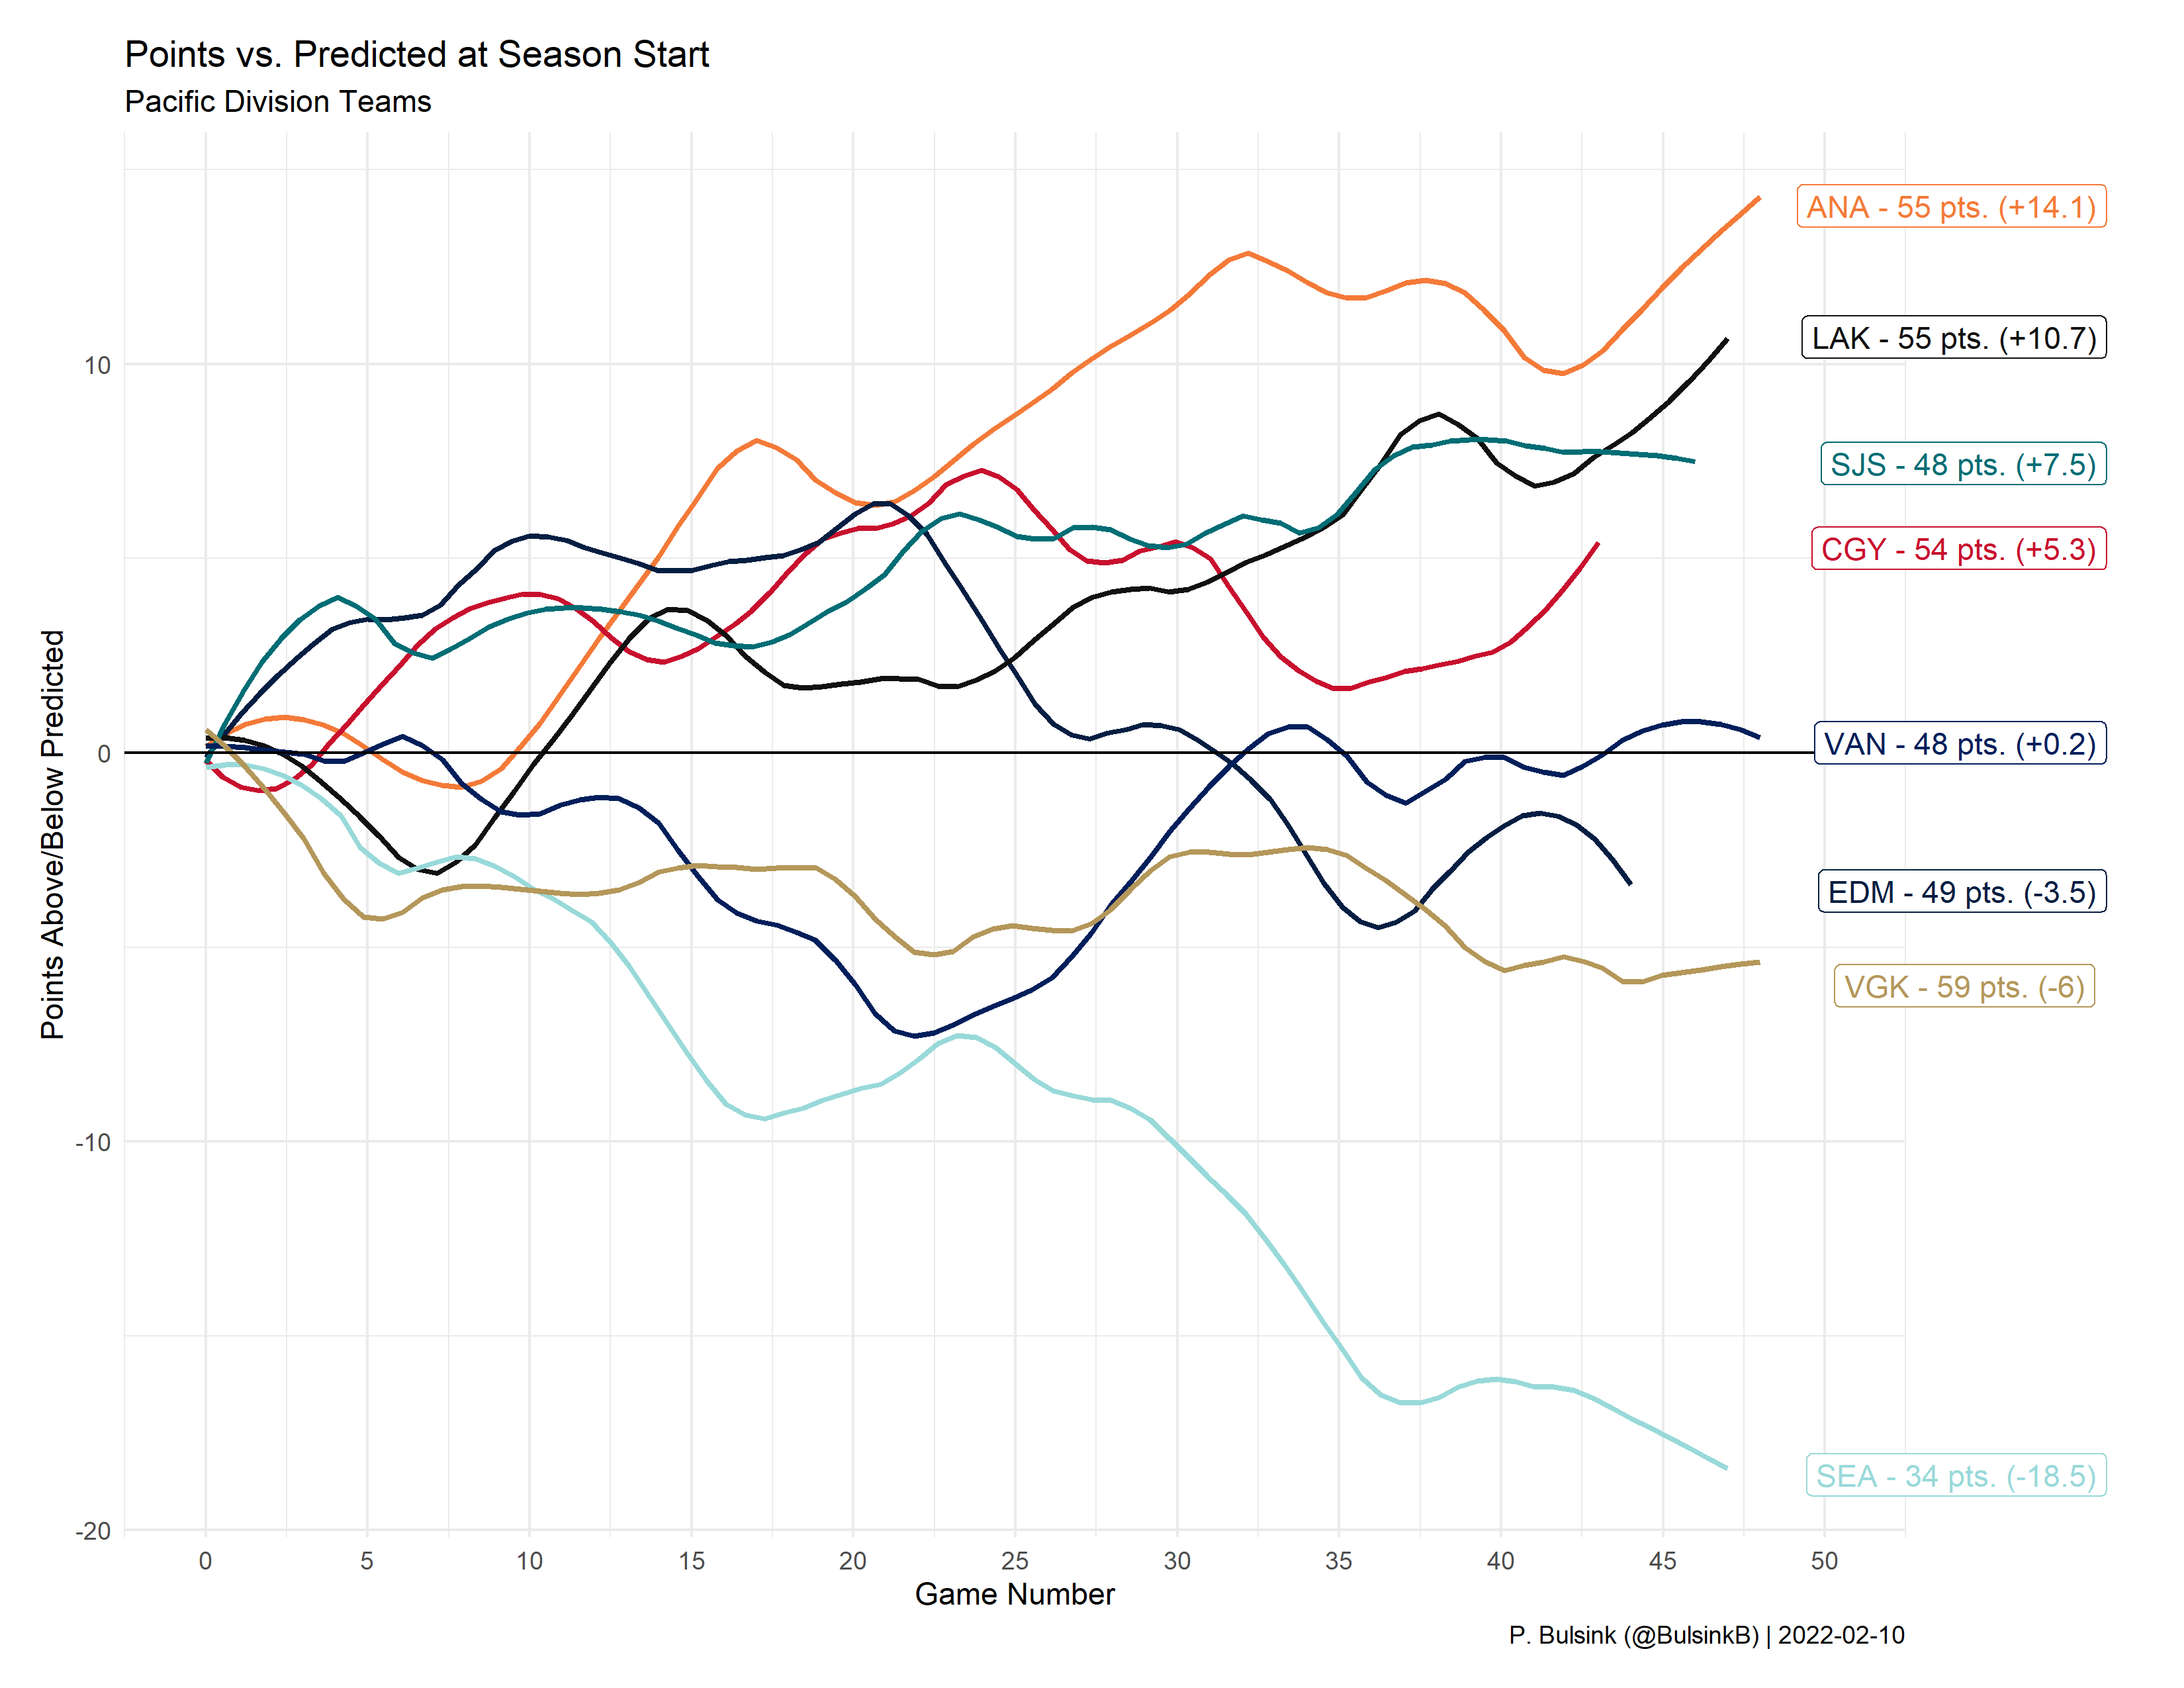 Points vs. Predicted at Season Start
Pacific Division Teams
Points Above/Below Predicted
10
0
-10
-20
ANA - 55 pts. (+14.1)
LAK - 55 pts. (+10.7)
SJS - 48 pts. (+7.5)
CGY - 54 pts. (+5.3)
VAN - 48 pts. (+0.2)
EDM - 49 pts. (-3.5)
VGK - 59 pts. (-6)
SEA - 34 pts. (-18.5)
0 5 10 15 20 25 30 35 40 45 50
Game Number
P. Bulsink (@BulsinkB) | 2022-02-10